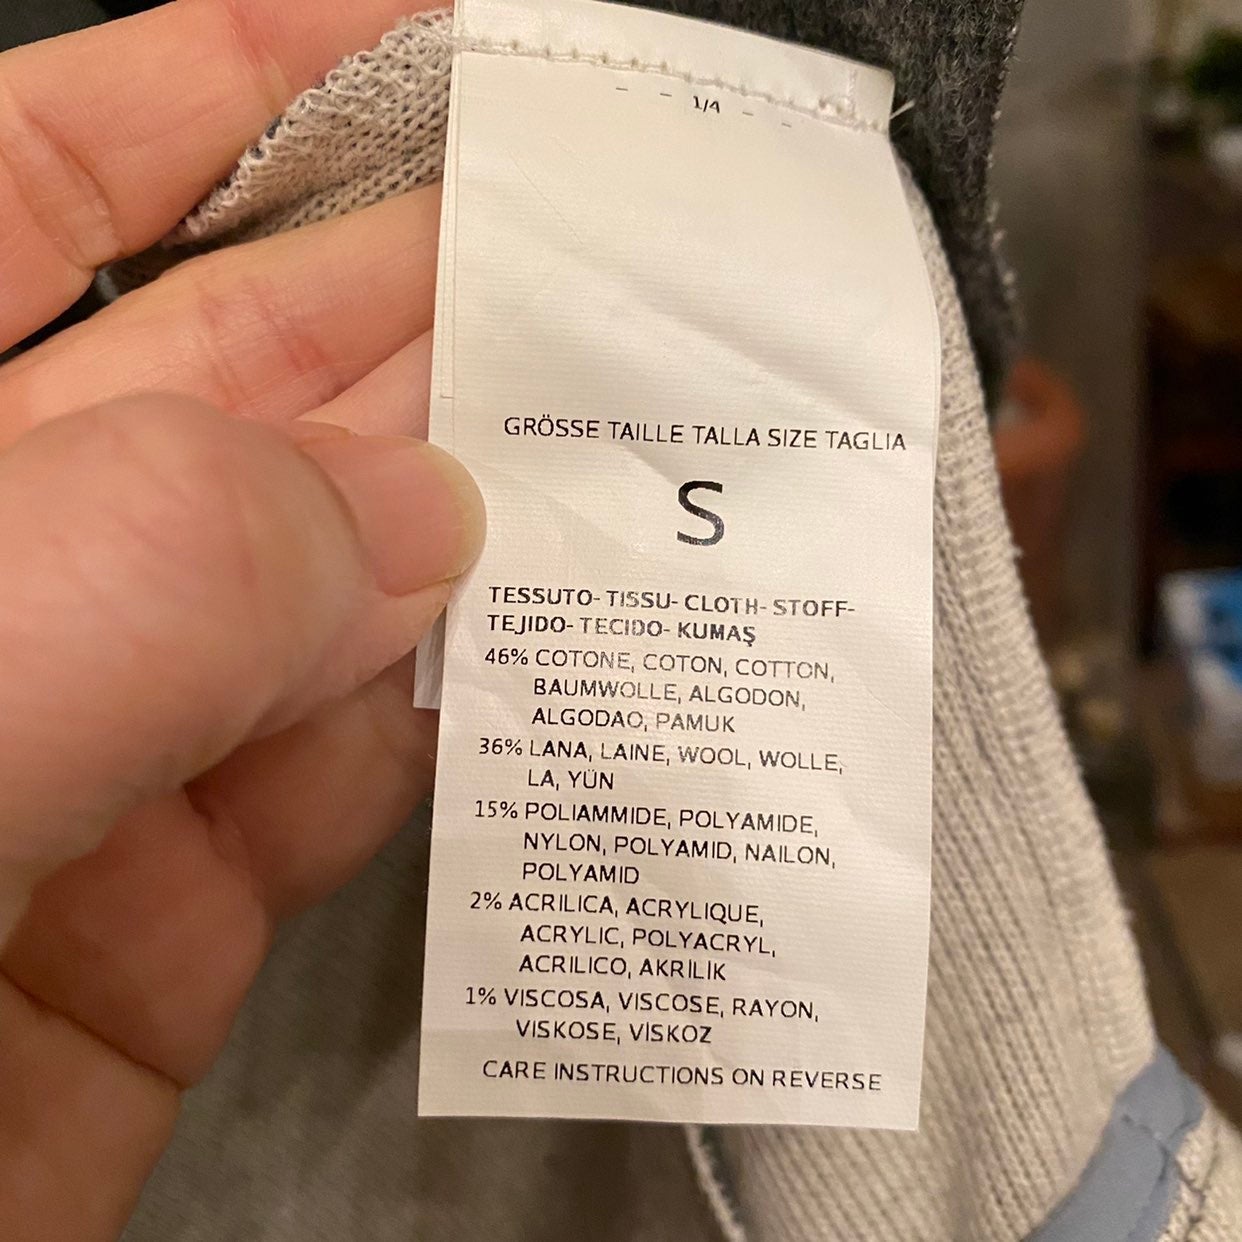 - - 1/4 - -
GRÖSSE TAILLE TALLA SIZE TAGLIA
S
TESSUTO- TISSU- CLOTH- STOFF-
TEJIDO- TECIDO- KUMAŞ
46% COTONE, COTON, COTTON,
BAUMWOLLE, ALGODON,
ALGODAO, PAMUK
36% LANA, LAINE, WOOL, WOLLE,
LA, YÜN
15% POLIAMMIDE, POLYAMIDE,
NYLON, POLYAMID, NAILON,
POLYAMID
2% ACRILICA, ACRYLIQUE,
ACRYLIC, POLYACRYL,
ACRILICO, AKRİLİK
1% VISCOSA, VISCOSE, RAYON,
VISKOSE, VİSKOZ
CARE INSTRUCTIONS ON REVERSE